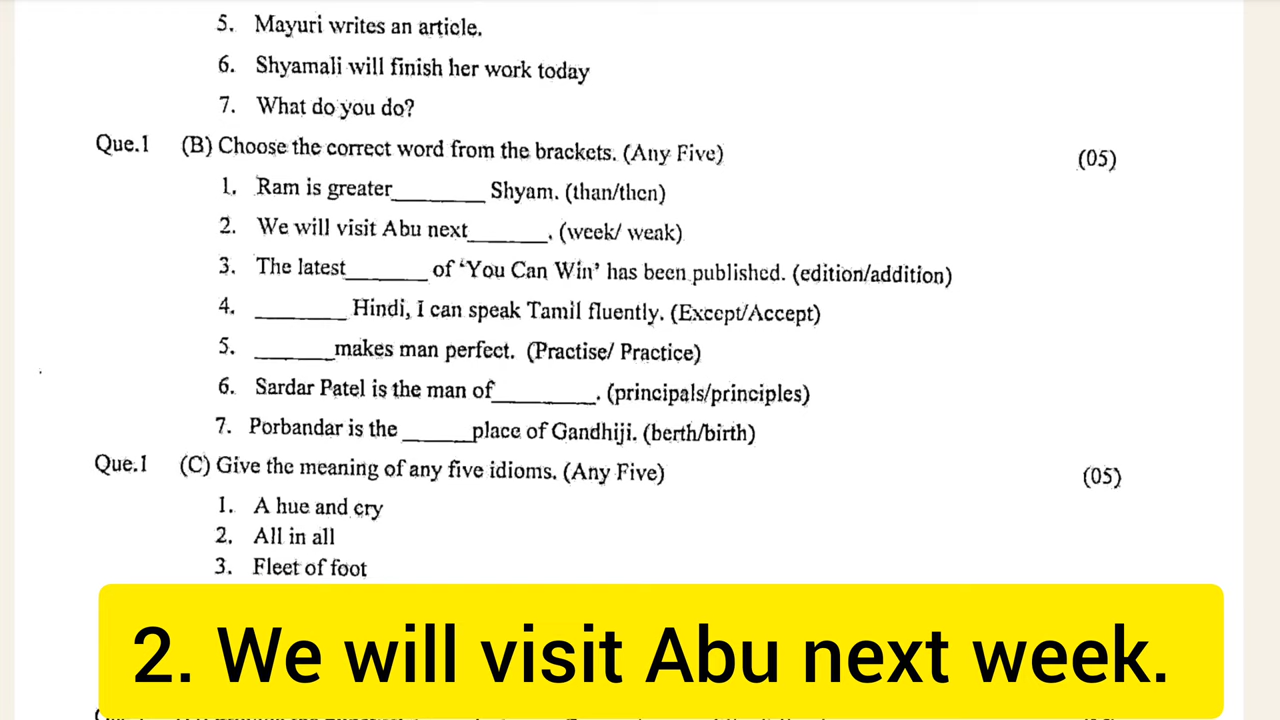 5. Mayuri writes an article.
6. Shyamali will finish her work today
7. What do you do?
Que.1 (B) Choose the correct word from the brackets. (Any Five) (05)
1. Ram is greater________ Shyam. (than/then)
2. We will visit Abu next_______. (week/ weak)
3. The latest_______ of ‘You Can Win’ has been published. (edition/addition)
4. ________ Hindi, I can speak Tamil fluently. (Except/Accept)
5. _______makes man perfect. (Practise/ Practice)
6. Sardar Patel is the man of_________. (principals/principles)
7. Porbandar is the ______place of Gandhiji. (berth/birth)
Que.1 (C) Give the meaning of any five idioms. (Any Five) (05)
1. A hue and cry
2. All in all
3. Fleet of foot
2. We will visit Abu next week.